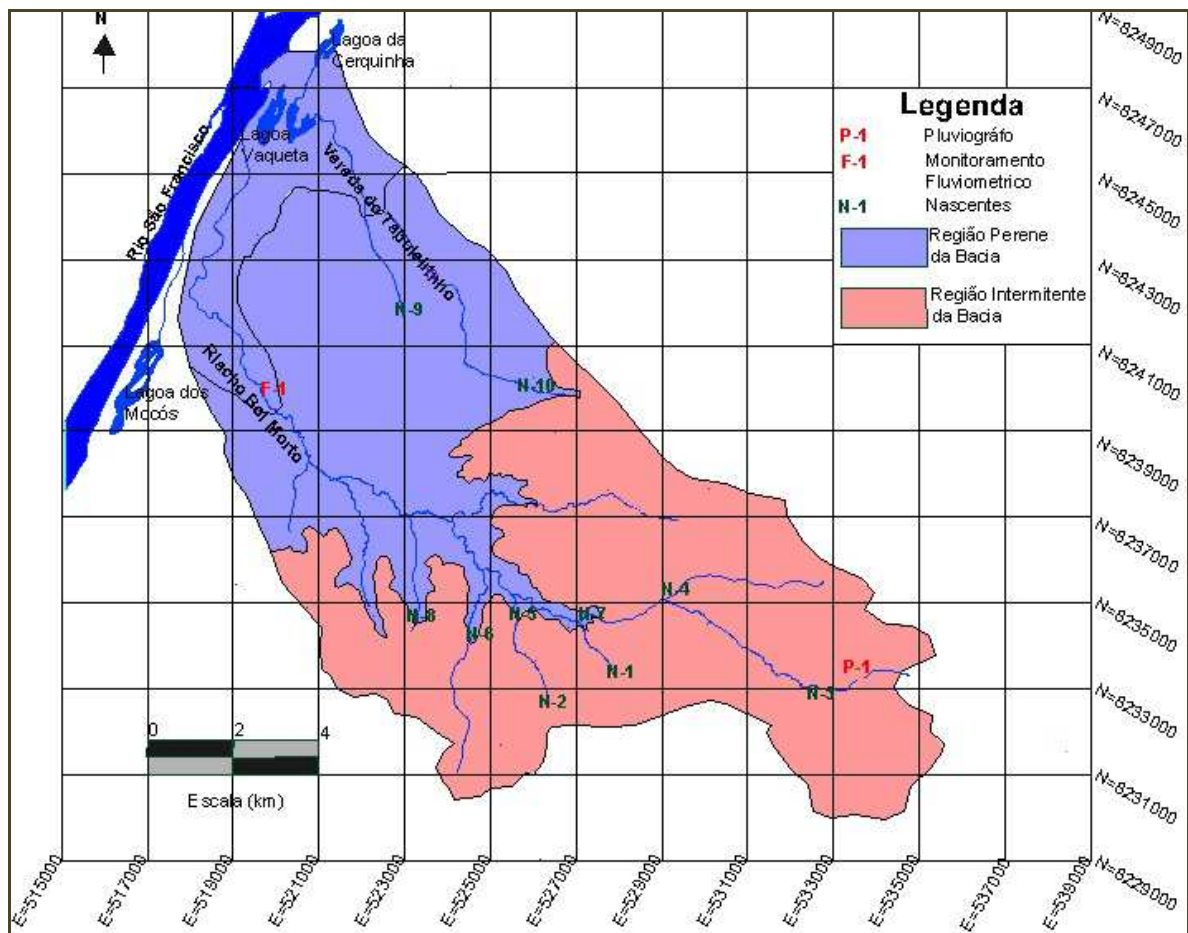 N
Lagoa da
Cerquinha
Lagoa
Vaqueta
Rio São Francisco
Vereda do Tabuleirinho
N-9
Riacho Boi Morto
F-1
N-10
Lagoa dos
Mocós
N-8
N-6
N-5
N-7
N-4
N-1
N-2
N-3
P-1
Legenda
P-1 Pluviográfo
F-1 Monitoramento
Fluviometrico
N-1 Nascentes
Região Perene
da Bacia
Região Intermitente
da Bacia
0 2 4
Escala (km)
N=8249000
N=8247000
N=8245000
N=8243000
N=8241000
N=8239000
N=8237000
N=8235000
N=8233000
N=8231000
N=8229000
E=515000
E=517000
E=519000
E=521000
E=523000
E=525000
E=527000
E=529000
E=531000
E=533000
E=535000
E=537000
E=539000